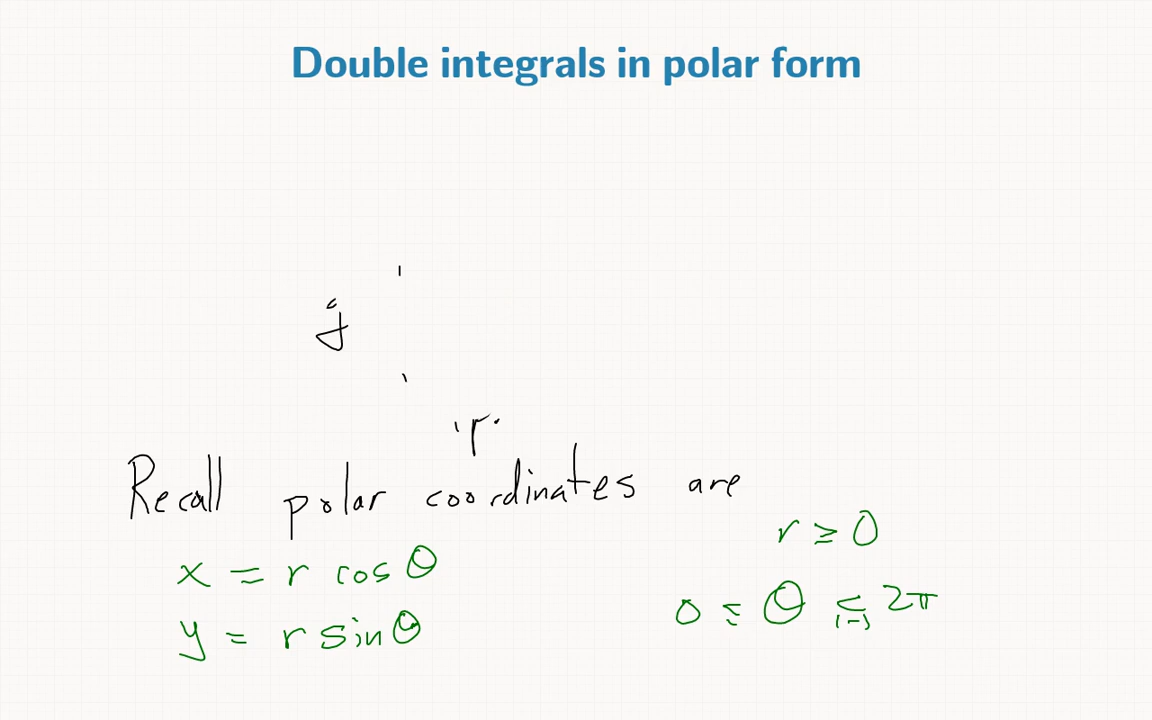 Double integrals in polar form
Recall polar coordinates are
r ≥ 0
x = r cos θ
0 ≤ θ ≤ 2π
y = r sin θ